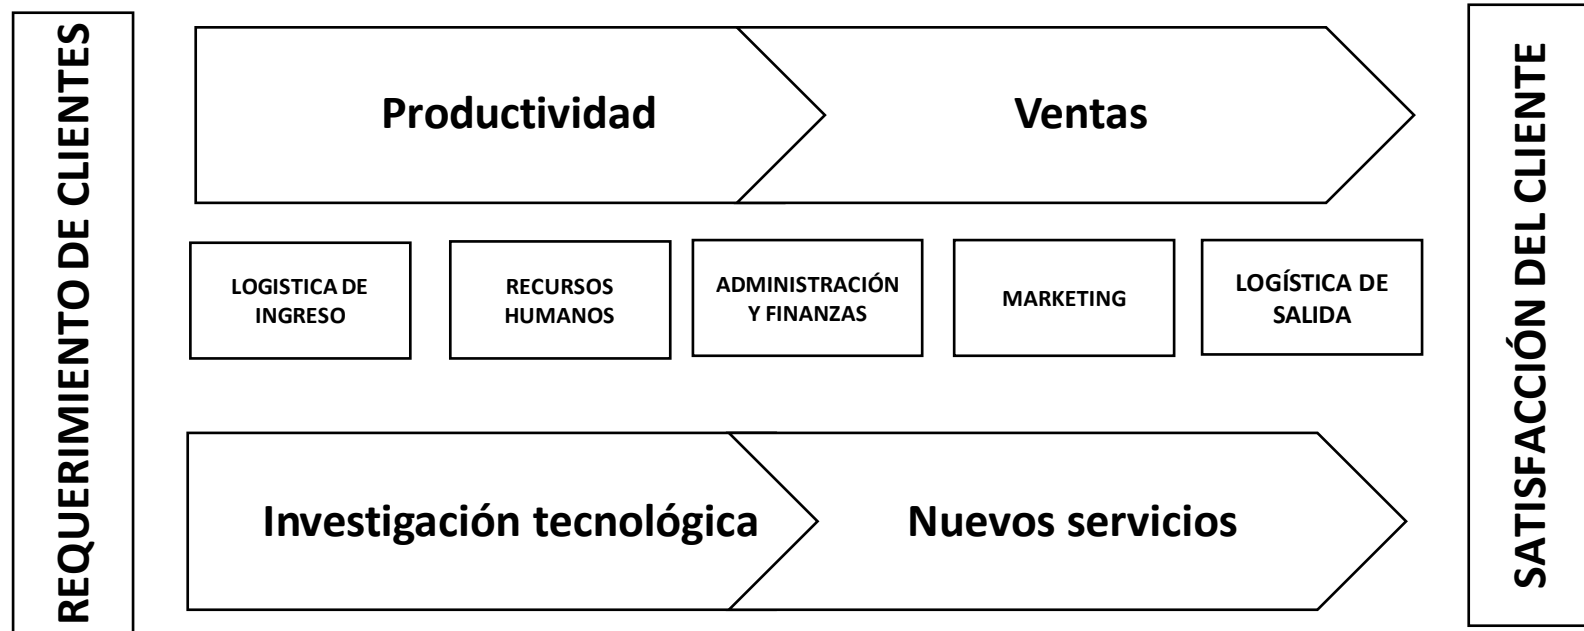 REQUERIMIENTO DE CLIENTES
Productividad
Ventas
LOGISTICA DE
INGRESO
RECURSOS
HUMANOS
ADMINISTRACIÓN
Y FINANZAS
MARKETING
LOGÍSTICA DE
SALIDA
Investigación tecnológica
Nuevos servicios
SATISFACCIÓN DEL CLIENTE